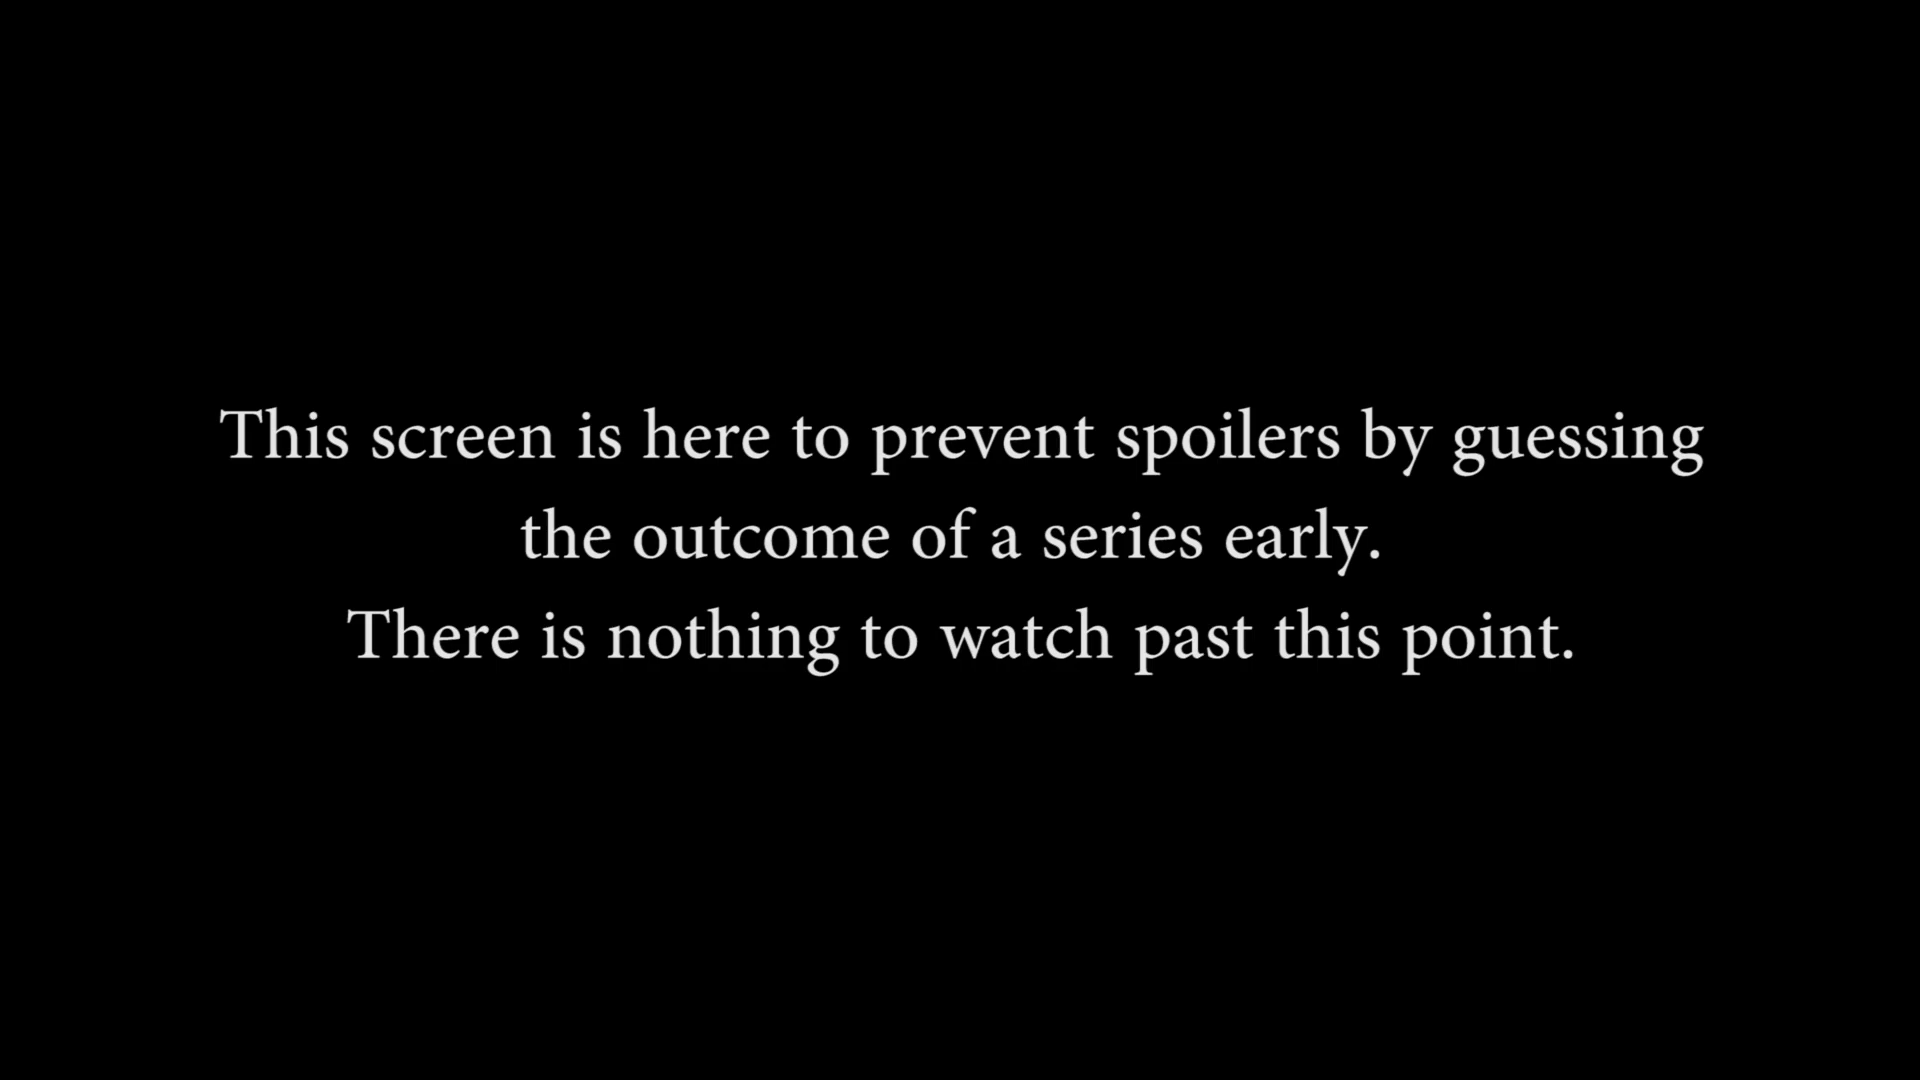 This screen is here to prevent spoilers by guessing
the outcome of a series early.
There is nothing to watch past this point.